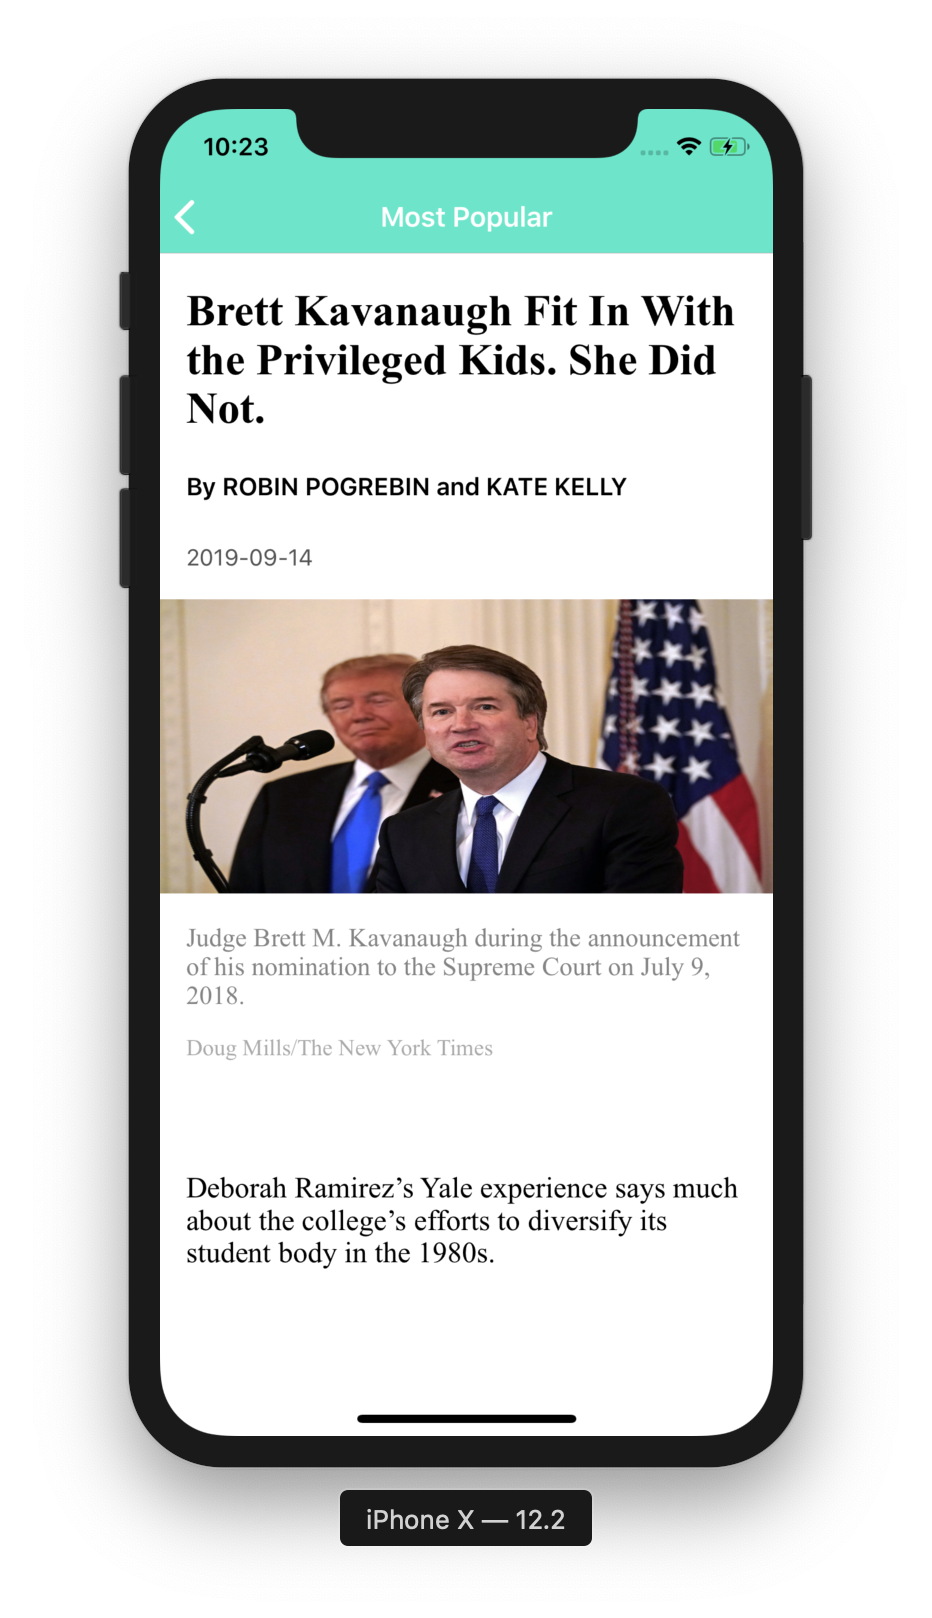 10:23
Most Popular
Brett Kavanaugh Fit In With
the Privileged Kids. She Did
Not.
By ROBIN POGREBIN and KATE KELLY
2019-09-14
Judge Brett M. Kavanaugh during the announcement
of his nomination to the Supreme Court on July 9,
2018.
Doug Mills/The New York Times
Deborah Ramirez’s Yale experience says much
about the college’s efforts to diversify its
student body in the 1980s.
iPhone X — 12.2